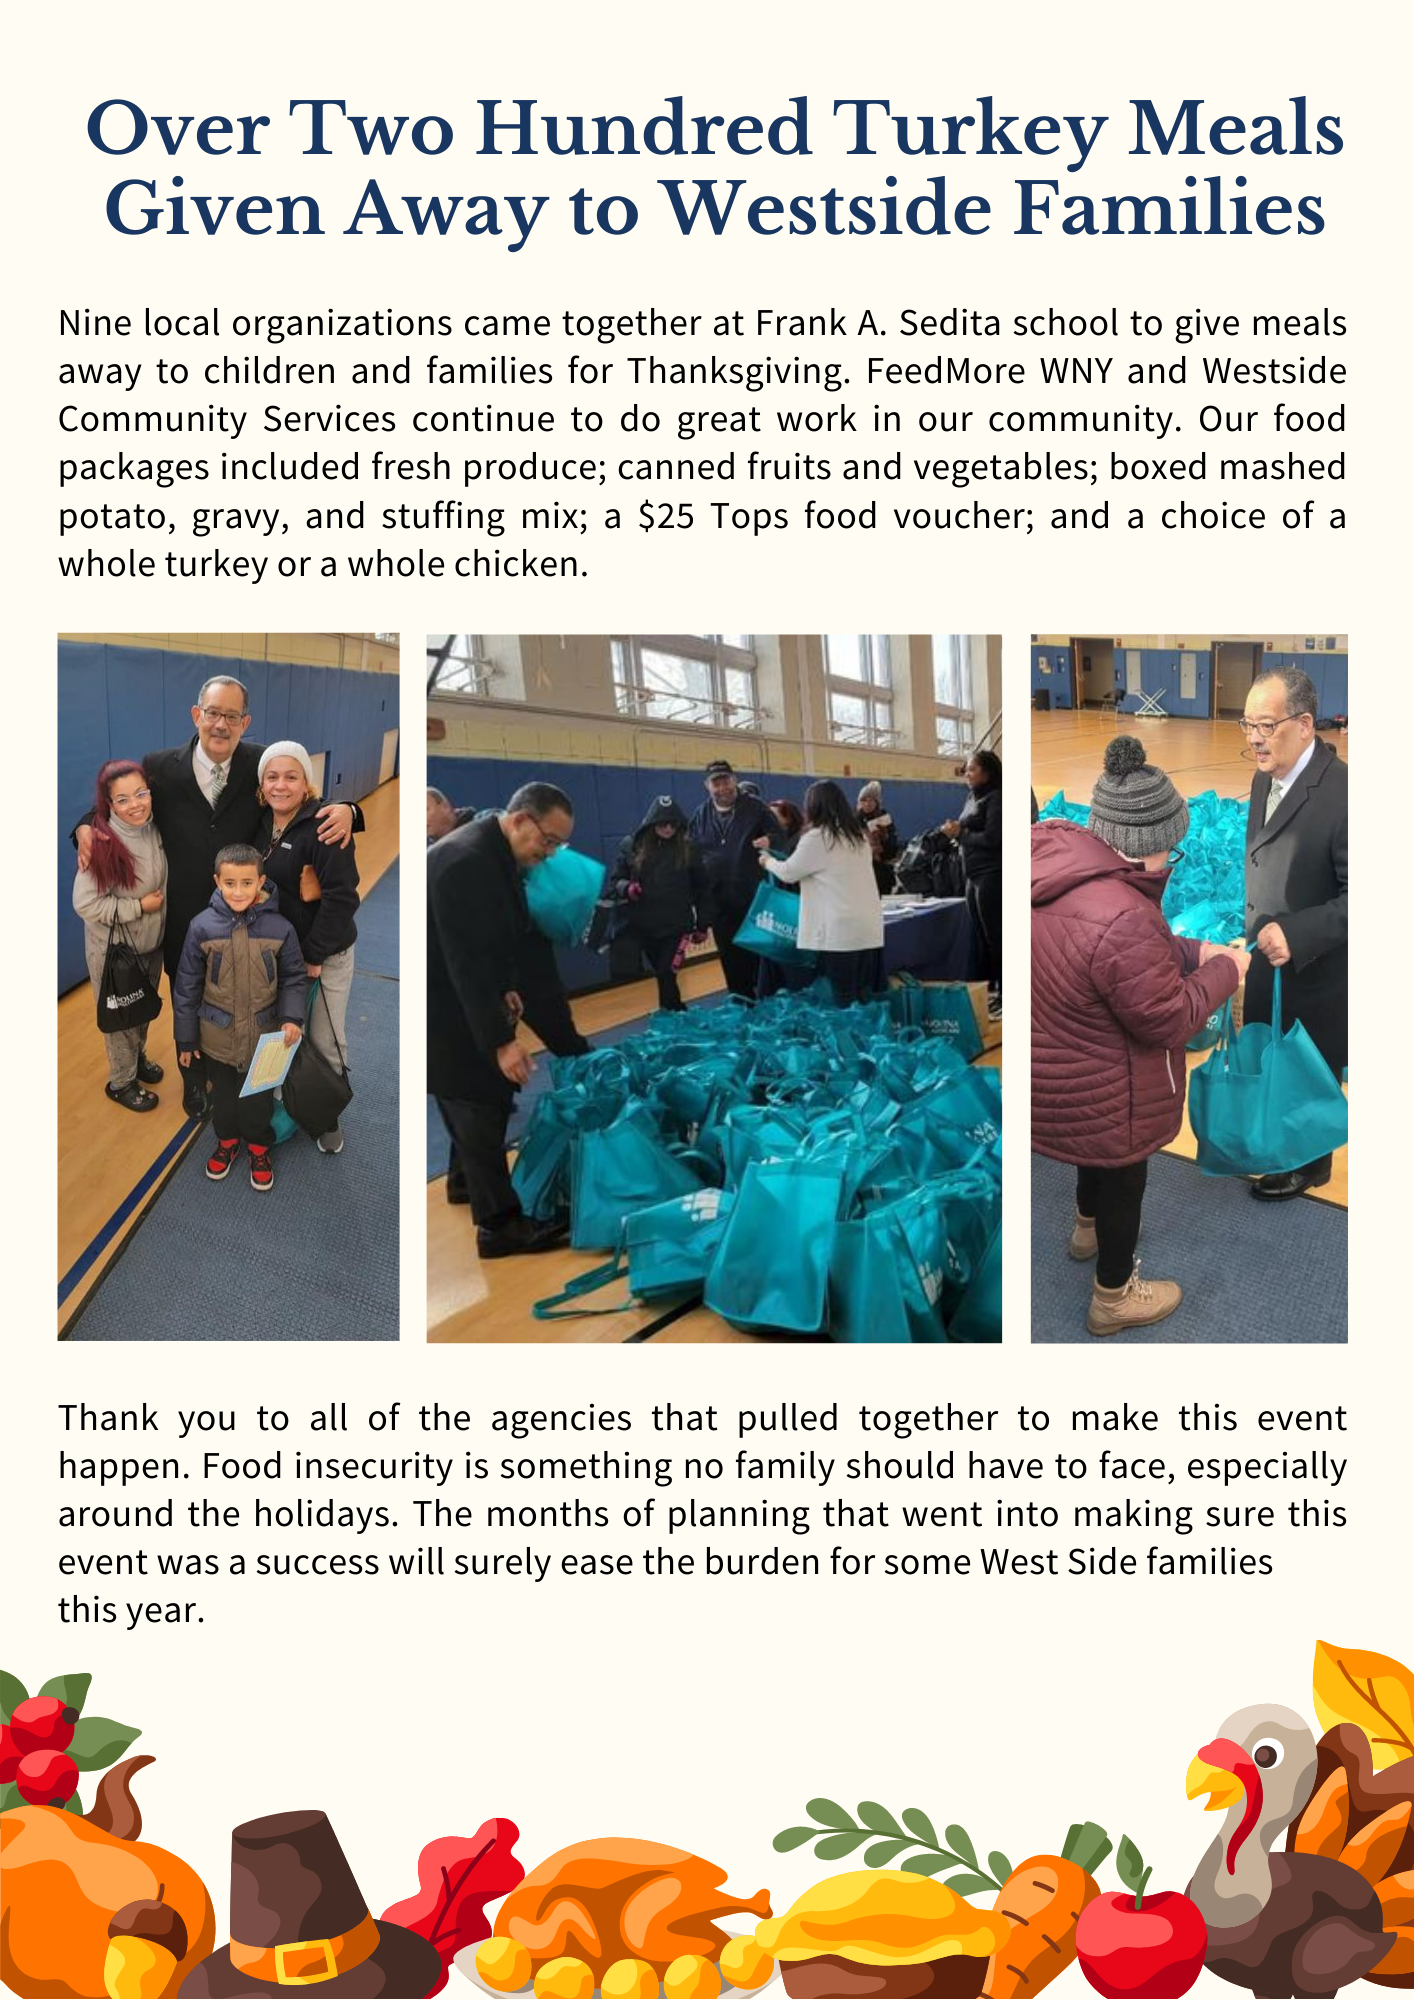 Over Two Hundred Turkey Meals
Given Away to Westside Families
Nine local organizations came together at Frank A. Sedita school to give meals
away to children and families for Thanksgiving. FeedMore WNY and Westside
Community Services continue to do great work in our community. Our food
packages included fresh produce; canned fruits and vegetables; boxed mashed
potato, gravy, and stuffing mix; a $25 Tops food voucher; and a choice of a
whole turkey or a whole chicken.
Thank you to all of the agencies that pulled together to make this event
happen. Food insecurity is something no family should have to face, especially
around the holidays. The months of planning that went into making sure this
event was a success will surely ease the burden for some West Side families
this year.